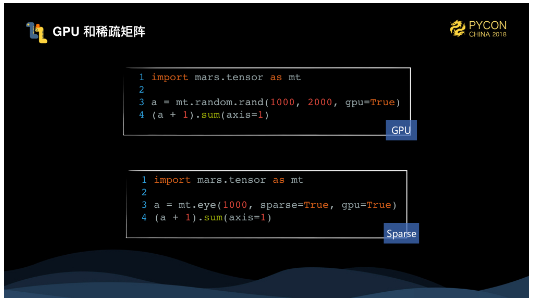 GPU 和稀疏矩阵
PYCON
CHINA 2018
1 import mars.tensor as mt
2
3 a = mt.random.rand(1000, 2000, gpu=True)
4 (a + 1).sum(axis=1)
GPU
1 import mars.tensor as mt
2
3 a = mt.eye(1000, sparse=True, gpu=True)
4 (a + 1).sum(axis=1)
Sparse